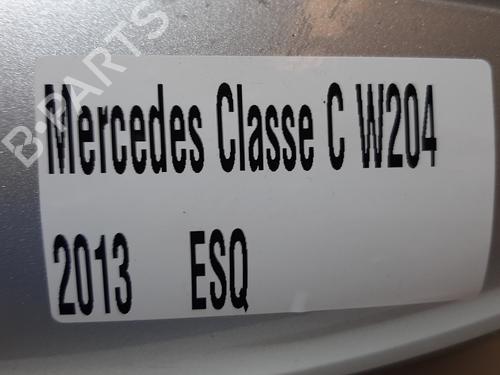 B-PARTS
Mercedes Classe C W204
2013 ESQ